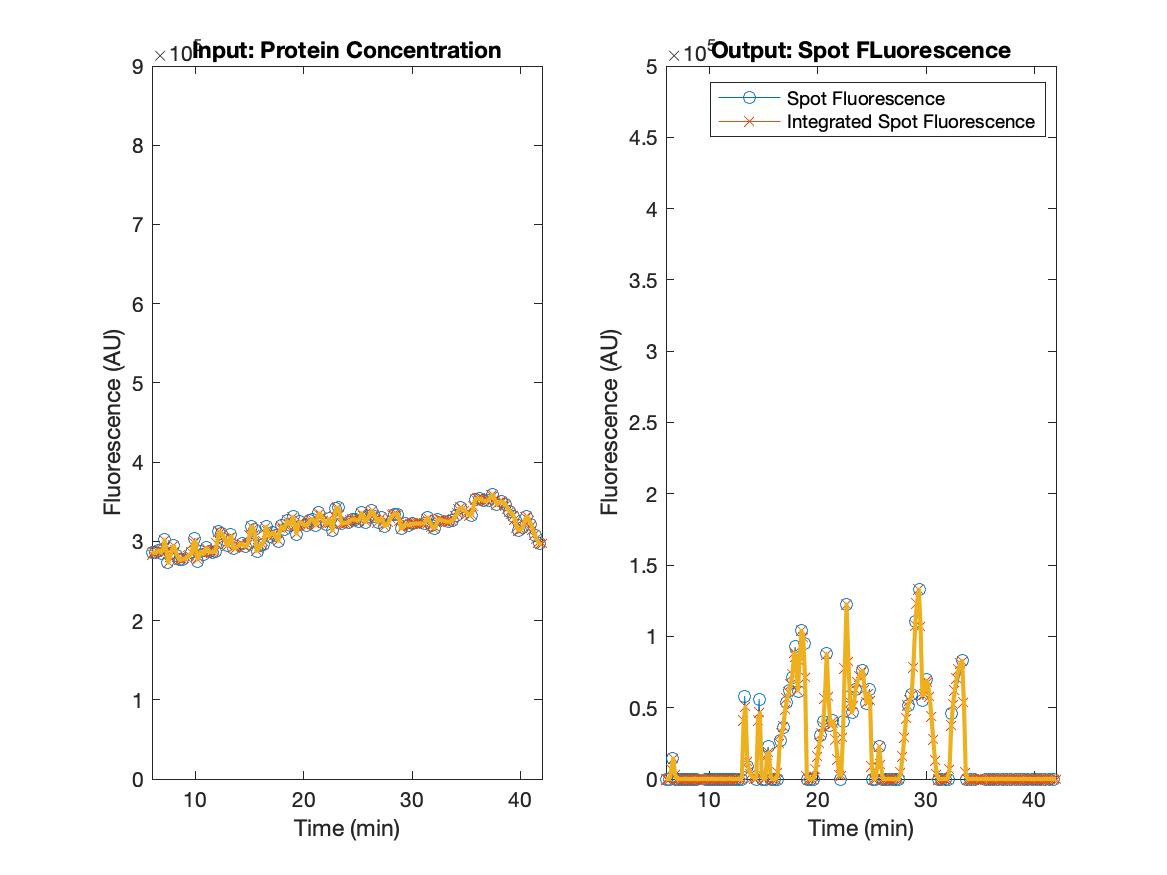 ×10⁵
Input: Protein Concentration
9
8
7
6
5
4
3
2
1
0
Fluorescence (AU)
10 20 30 40
Time (min)
×10⁵
Output: Spot FLuorescence
Spot Fluorescence
Integrated Spot Fluorescence
5
4.5
4
3.5
3
2.5
2
1.5
1
0.5
0
Fluorescence (AU)
10 20 30 40
Time (min)